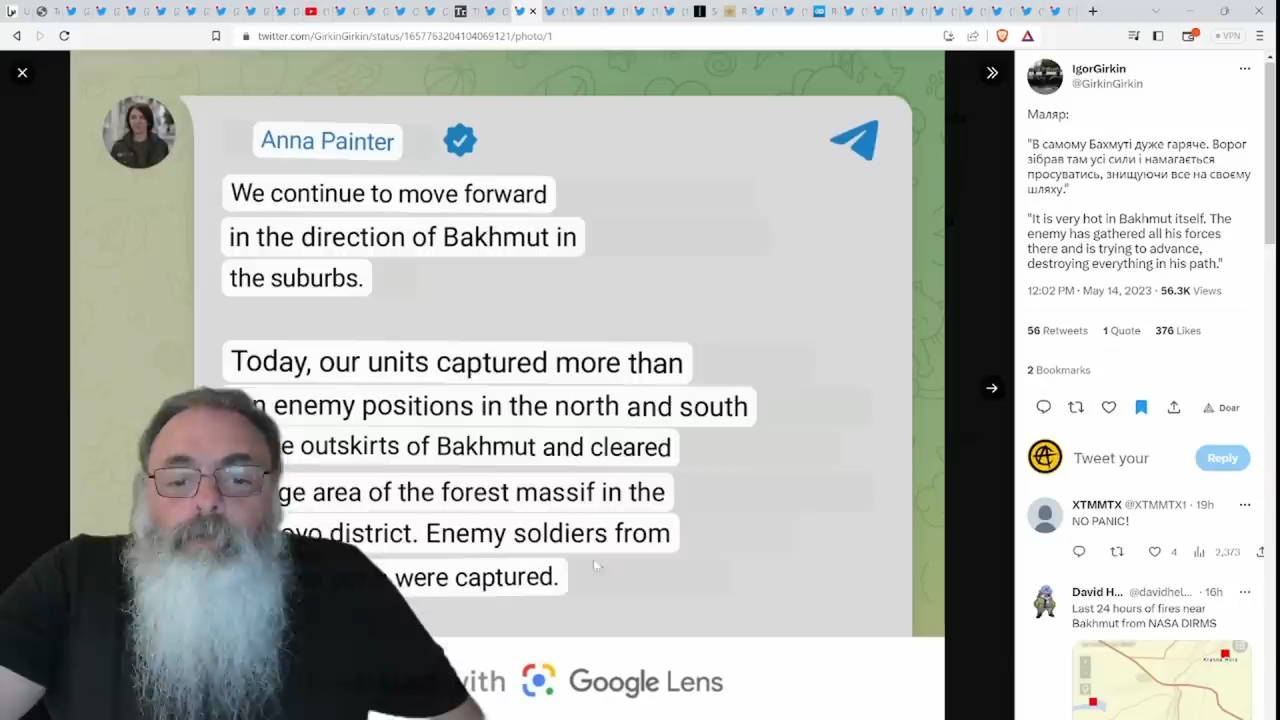 twitter.com/GirkinGirkin/status/1657763204104069121/photo/1
VPN
Anna Painter
We continue to move forward
in the direction of Bakhmut in
the suburbs.
Today, our units captured more than
enemy positions in the north and south
outskirts of Bakhmut and cleared
area of the forest massif in the
district. Enemy soldiers from
were captured.
with Google Lens
IgorGirkin
@GirkinGirkin
Маляр:
"В самому Бахмуті дуже гаряче. Ворог
зібрав там усі сили і намагається
просуватись, знищуючи все на своєму
шляху."
"It is very hot in Bakhmut itself. The
enemy has gathered all his forces
there and is trying to advance,
destroying everything in his path."
12:02 PM · May 14, 2023 · 56.3K Views
56 Retweets 1 Quote 376 Likes
2 Bookmarks
Doar
Tweet your
Reply
XTMMTX @XTMMTX1 · 19h
NO PANIC!
4 2,373
David H... @davidhel... · 16h
Last 24 hours of fires near
Bakhmut from NASA DIRMS
Krasna Hora